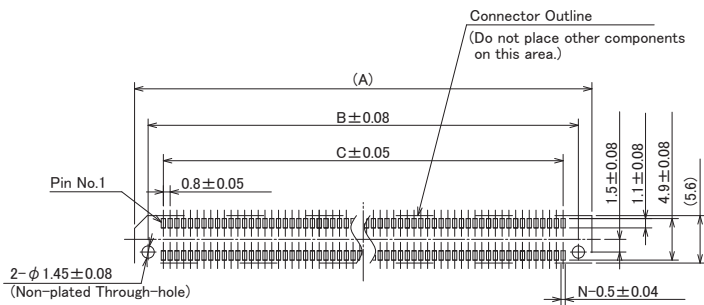 Connector Outline
(Do not place other components
on this area.)
(A)
B±0.08
C±0.05
Pin No.1
0.8±0.05
1.5±0.08
1.1±0.08
4.9±0.08
(5.6)
2-φ1.45±0.08
(Non-plated Through-hole)
N-0.5±0.04